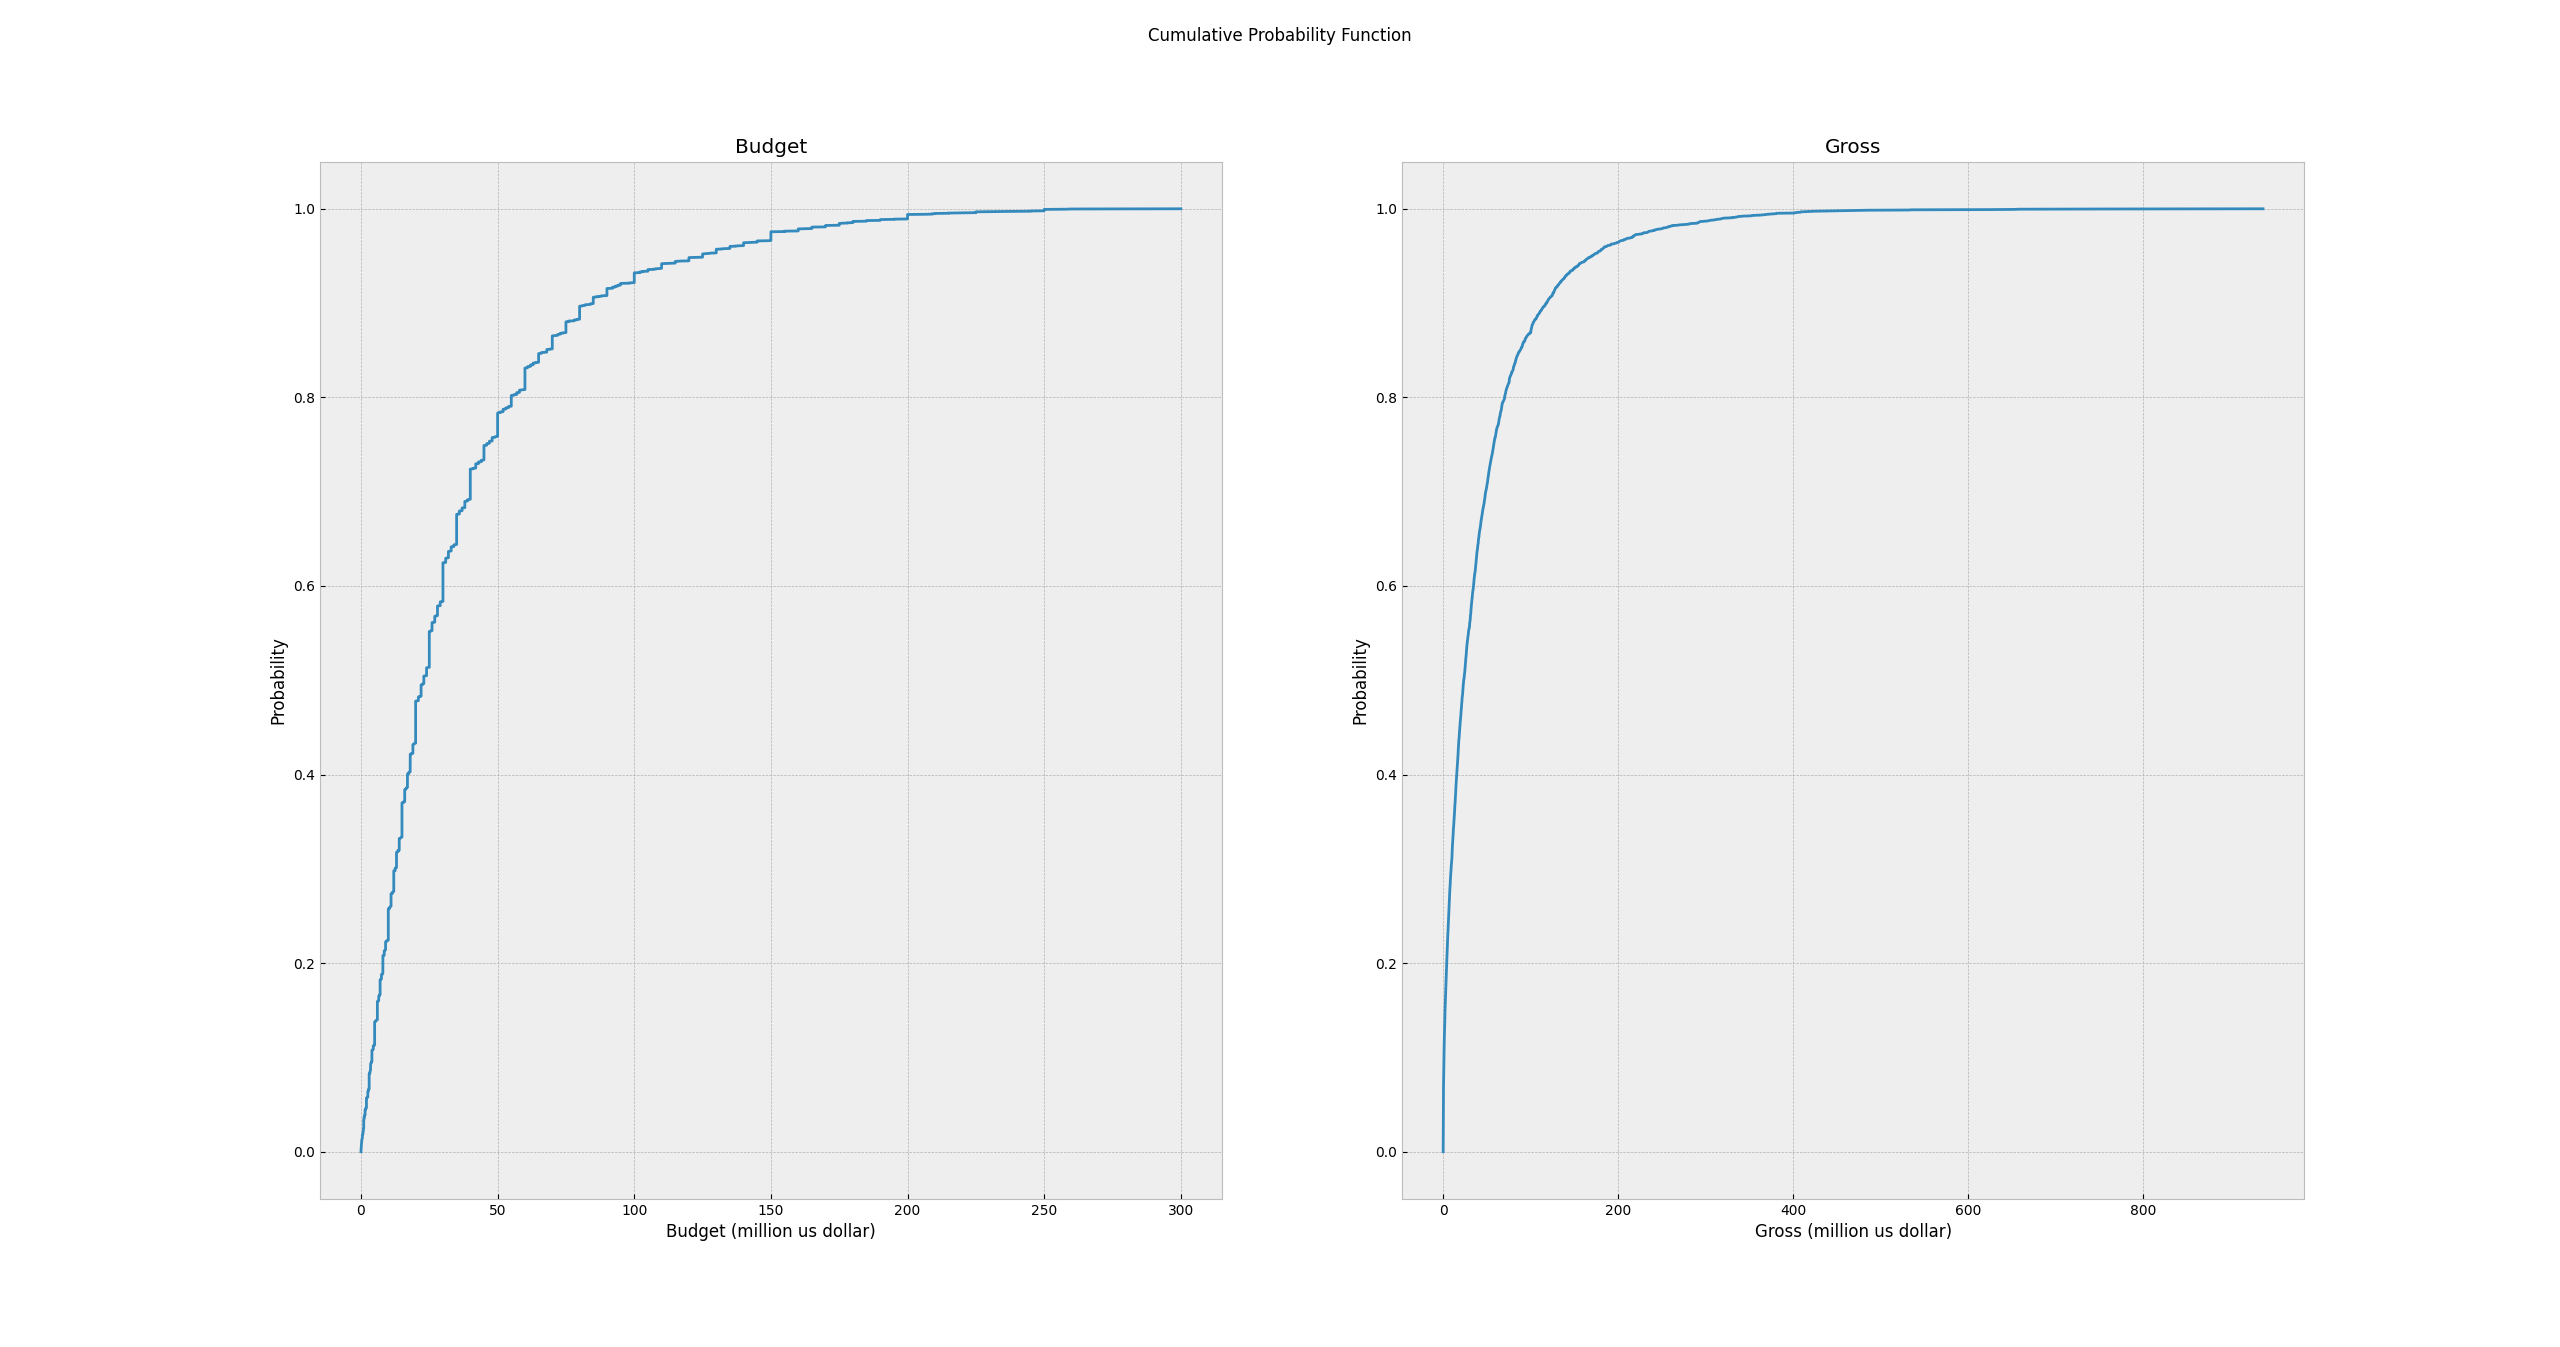 Cumulative Probability Function
Budget
1.0
0.8
0.6
0.4
0.2
0.0
Probability
0 50 100 150 200 250 300
Budget (million us dollar)
Gross
1.0
0.8
0.6
0.4
0.2
0.0
Probability
0 200 400 600 800
Gross (million us dollar)